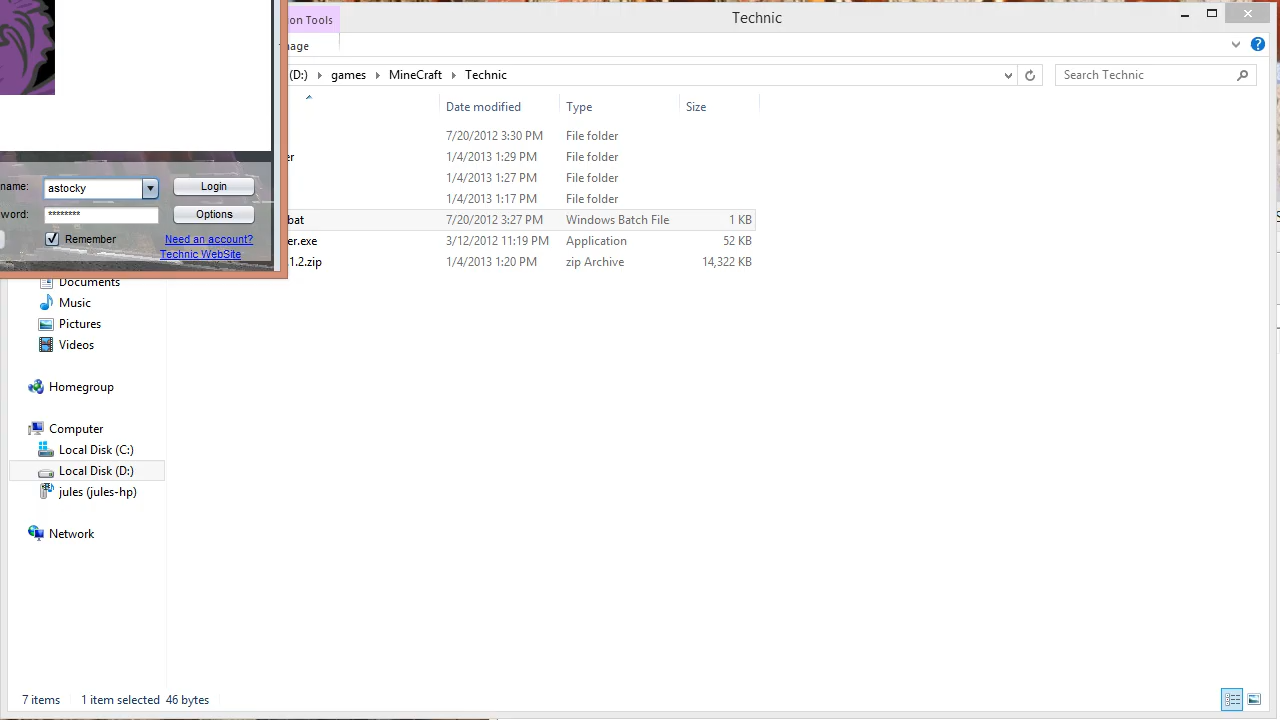 on Tools
Technic
nage
(D:) games MineCraft Technic
Search Technic
Date modified Type Size
7/20/2012 3:30 PM File folder
er 1/4/2013 1:29 PM File folder
1/4/2013 1:27 PM File folder
1/4/2013 1:17 PM File folder
bat 7/20/2012 3:27 PM Windows Batch File 1 KB
er.exe 3/12/2012 11:19 PM Application 52 KB
1.2.zip 1/4/2013 1:20 PM zip Archive 14,322 KB
name: astocky Login
word: ******** Options
Remember Need an account?
Technic WebSite
Documents
Music
Pictures
Videos
Homegroup
Computer
Local Disk (C:)
Local Disk (D:)
jules (jules-hp)
Network
7 items 1 item selected 46 bytes